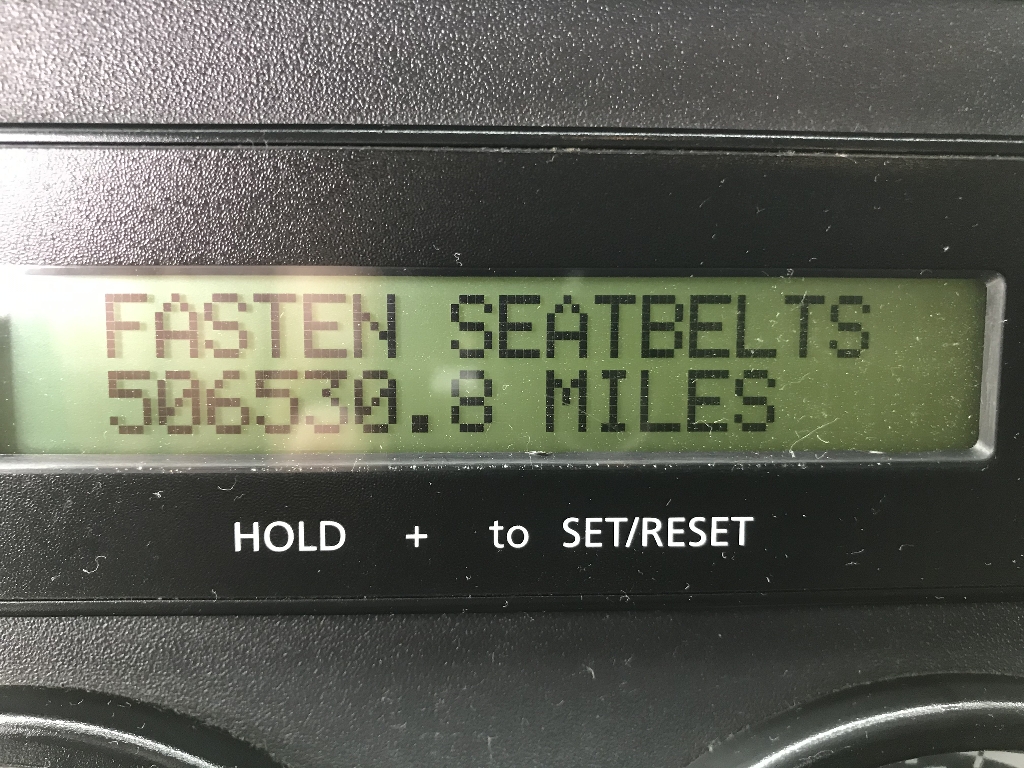 FASTEN SEATBELTS
506530.8 MILES
HOLD + to SET/RESET